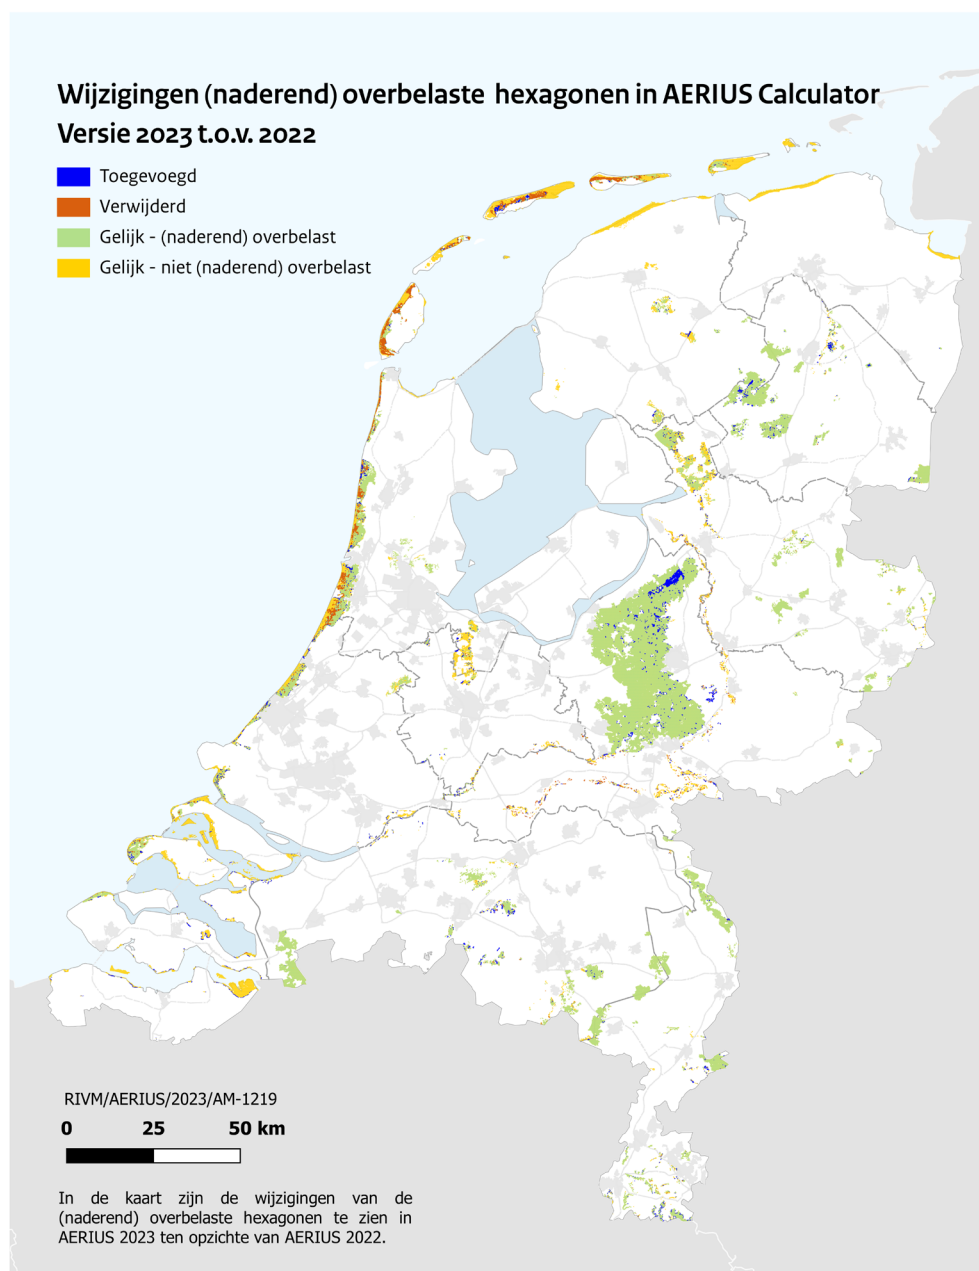 Wijzigingen (naderend) overbelaste hexagonen in AERIUS Calculator
Versie 2023 t.o.v. 2022
Toegevoegd
Verwijderd
Gelijk - (naderend) overbelast
Gelijk - niet (naderend) overbelast
RIVM/AERIUS/2023/AM-1219
0 25 50 km
In de kaart zijn de wijzigingen van de
(naderend) overbelaste hexagonen te zien in
AERIUS 2023 ten opzichte van AERIUS 2022.